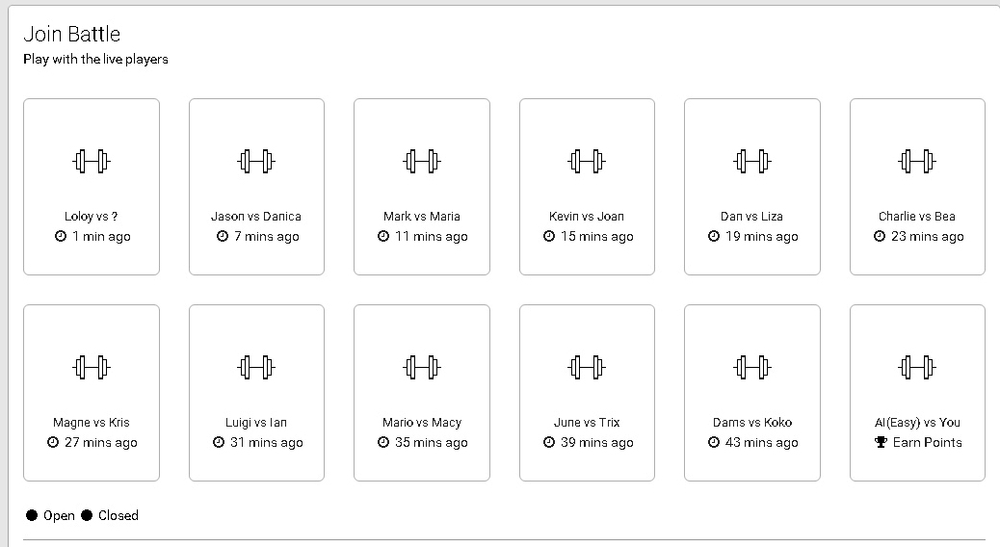 Join Battle
Play with the live players
Loloy vs ?
1 min ago
Jason vs Danica
7 mins ago
Mark vs Maria
11 mins ago
Kevin vs Joan
15 mins ago
Dan vs Liza
19 mins ago
Charlie vs Bea
23 mins ago
Magne vs Kris
27 mins ago
Luigi vs Ian
31 mins ago
Mario vs Macy
35 mins ago
June vs Trix
39 mins ago
Dams vs Koko
43 mins ago
AI(Easy) vs You
Earn Points
Open Closed